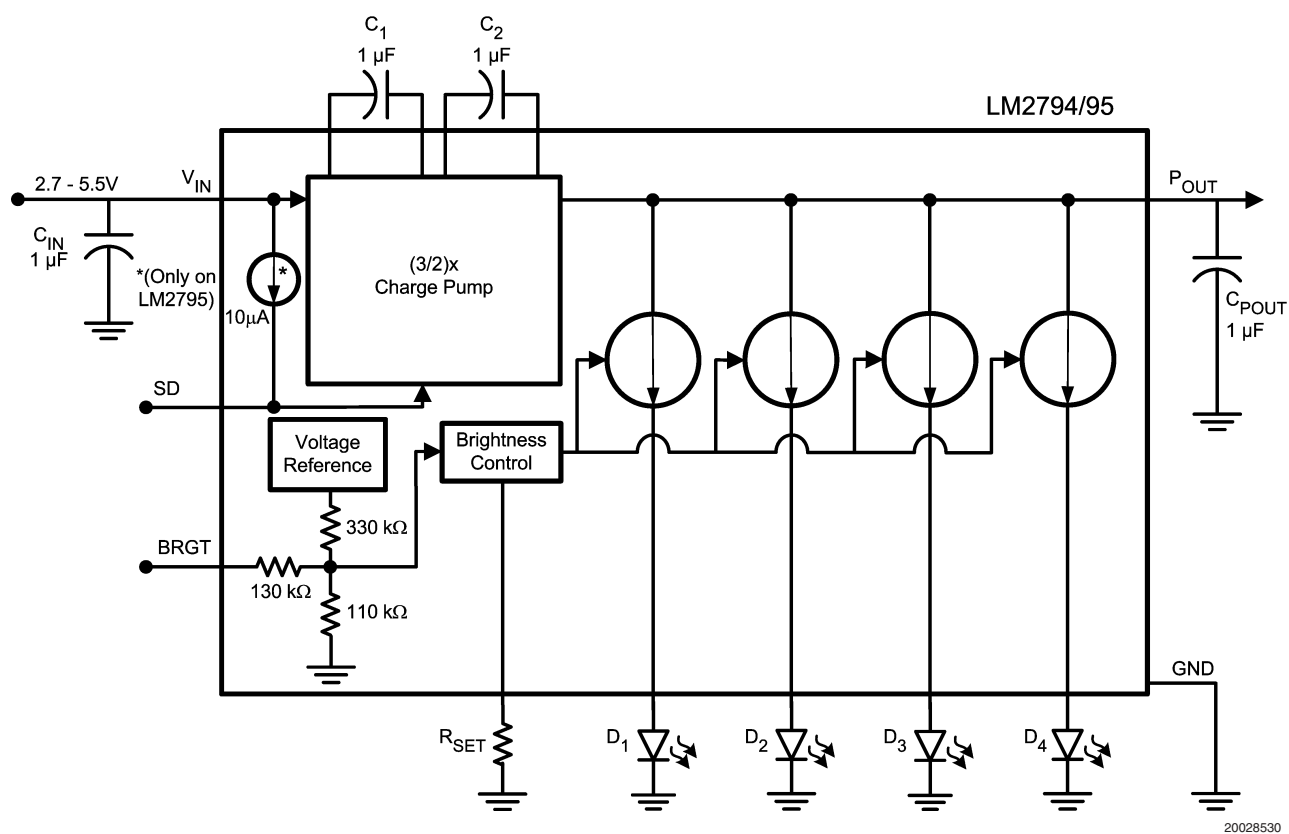 C1
1 µF
C2
1 µF
LM2794/95
2.7 - 5.5V
VIN
POUT
CIN
1 µF
*(Only on
LM2795)
*
10µA
(3/2)x
Charge Pump
CPOUT
1 µF
SD
Voltage
Reference
Brightness
Control
330 kΩ
BRGT
130 kΩ
110 kΩ
GND
RSET
D1
D2
D3
D4
20028530